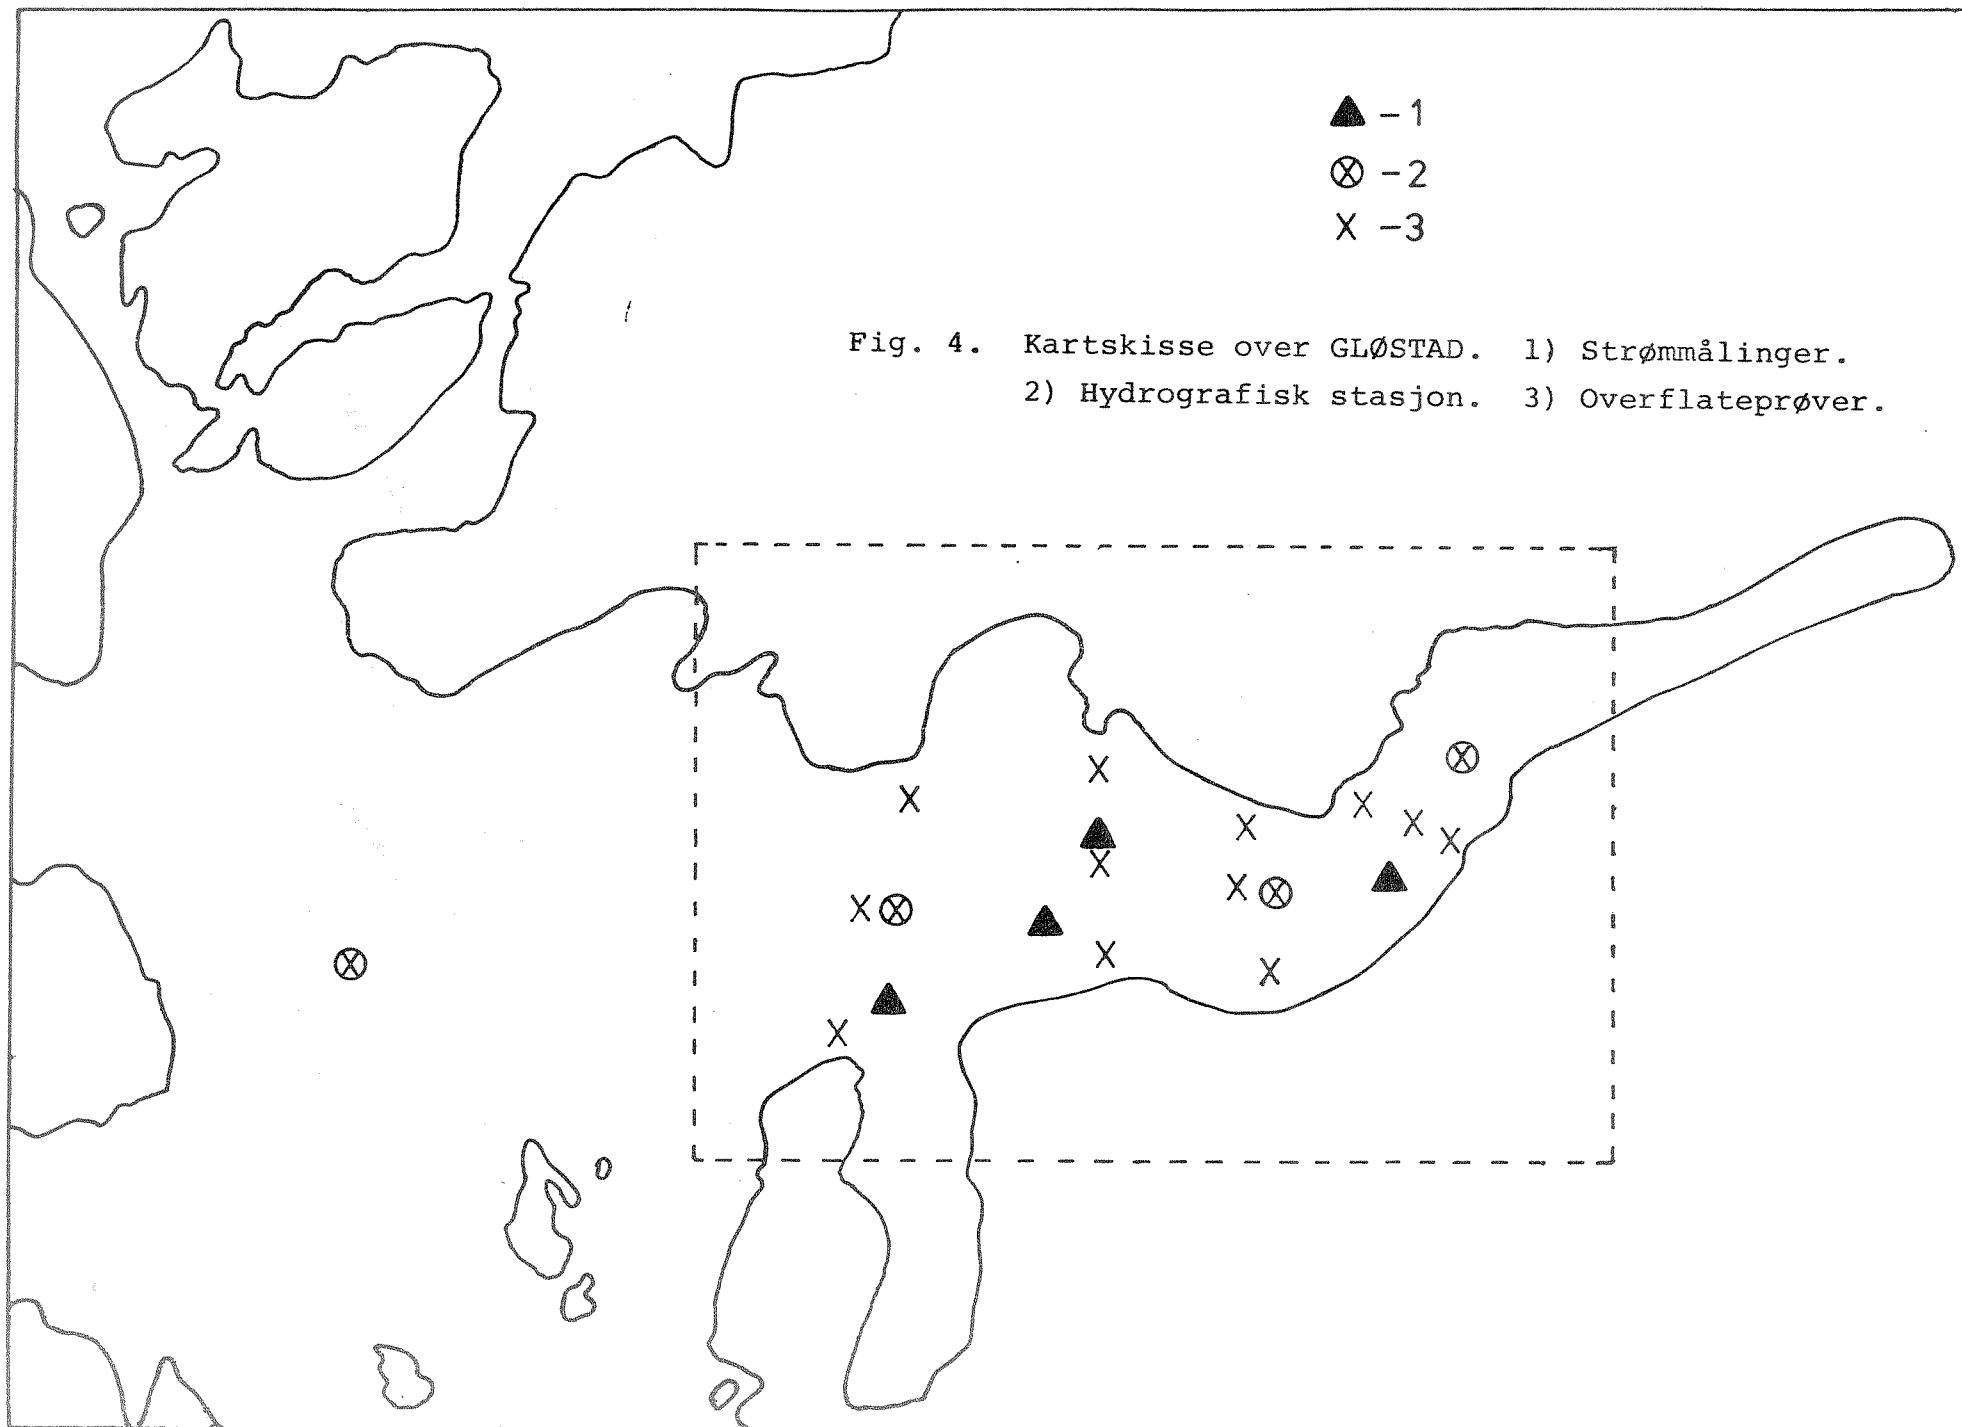 ▲ -1
⊗ -2
X -3
Fig. 4. Kartskisse over GLØSTAD. 1) Strømmålinger.
2) Hydrografisk stasjon. 3) Overflateprøver.